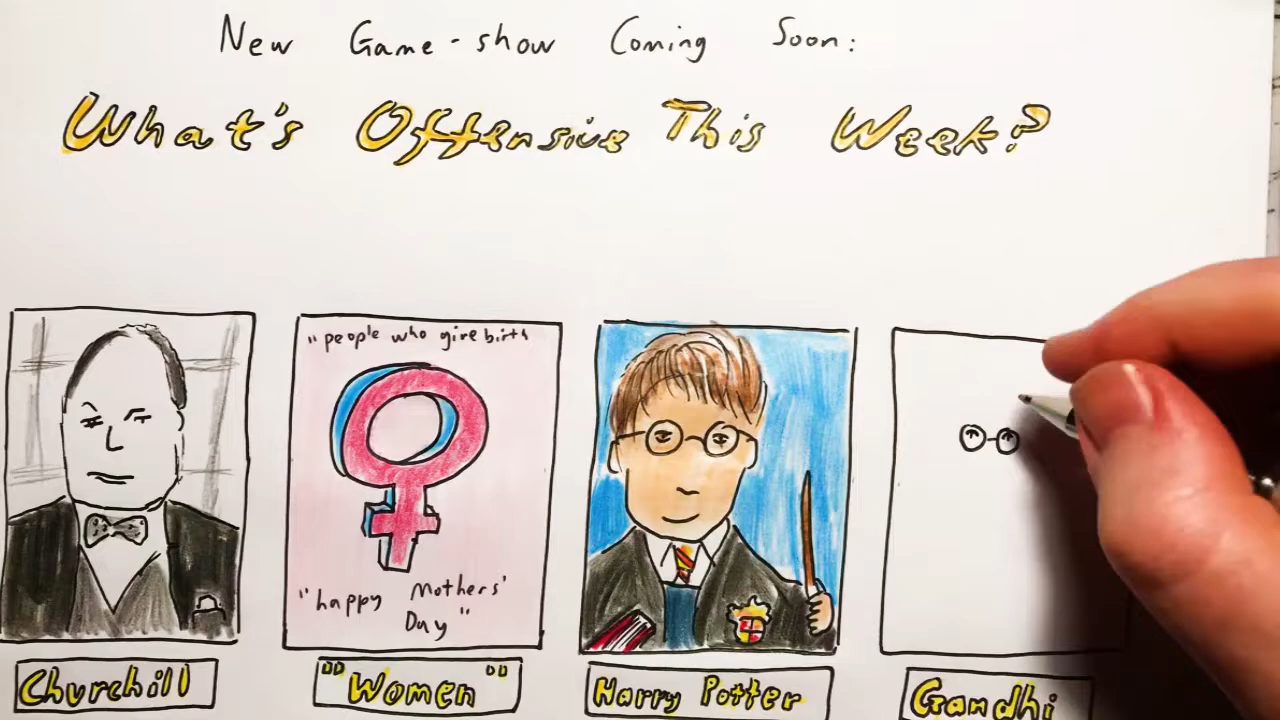 New Game-show Coming Soon:
What's Offensive This Week?
"people who give birth
"happy Mothers'
Day"
Churchill
"Women"
Harry Potter
Gandhi